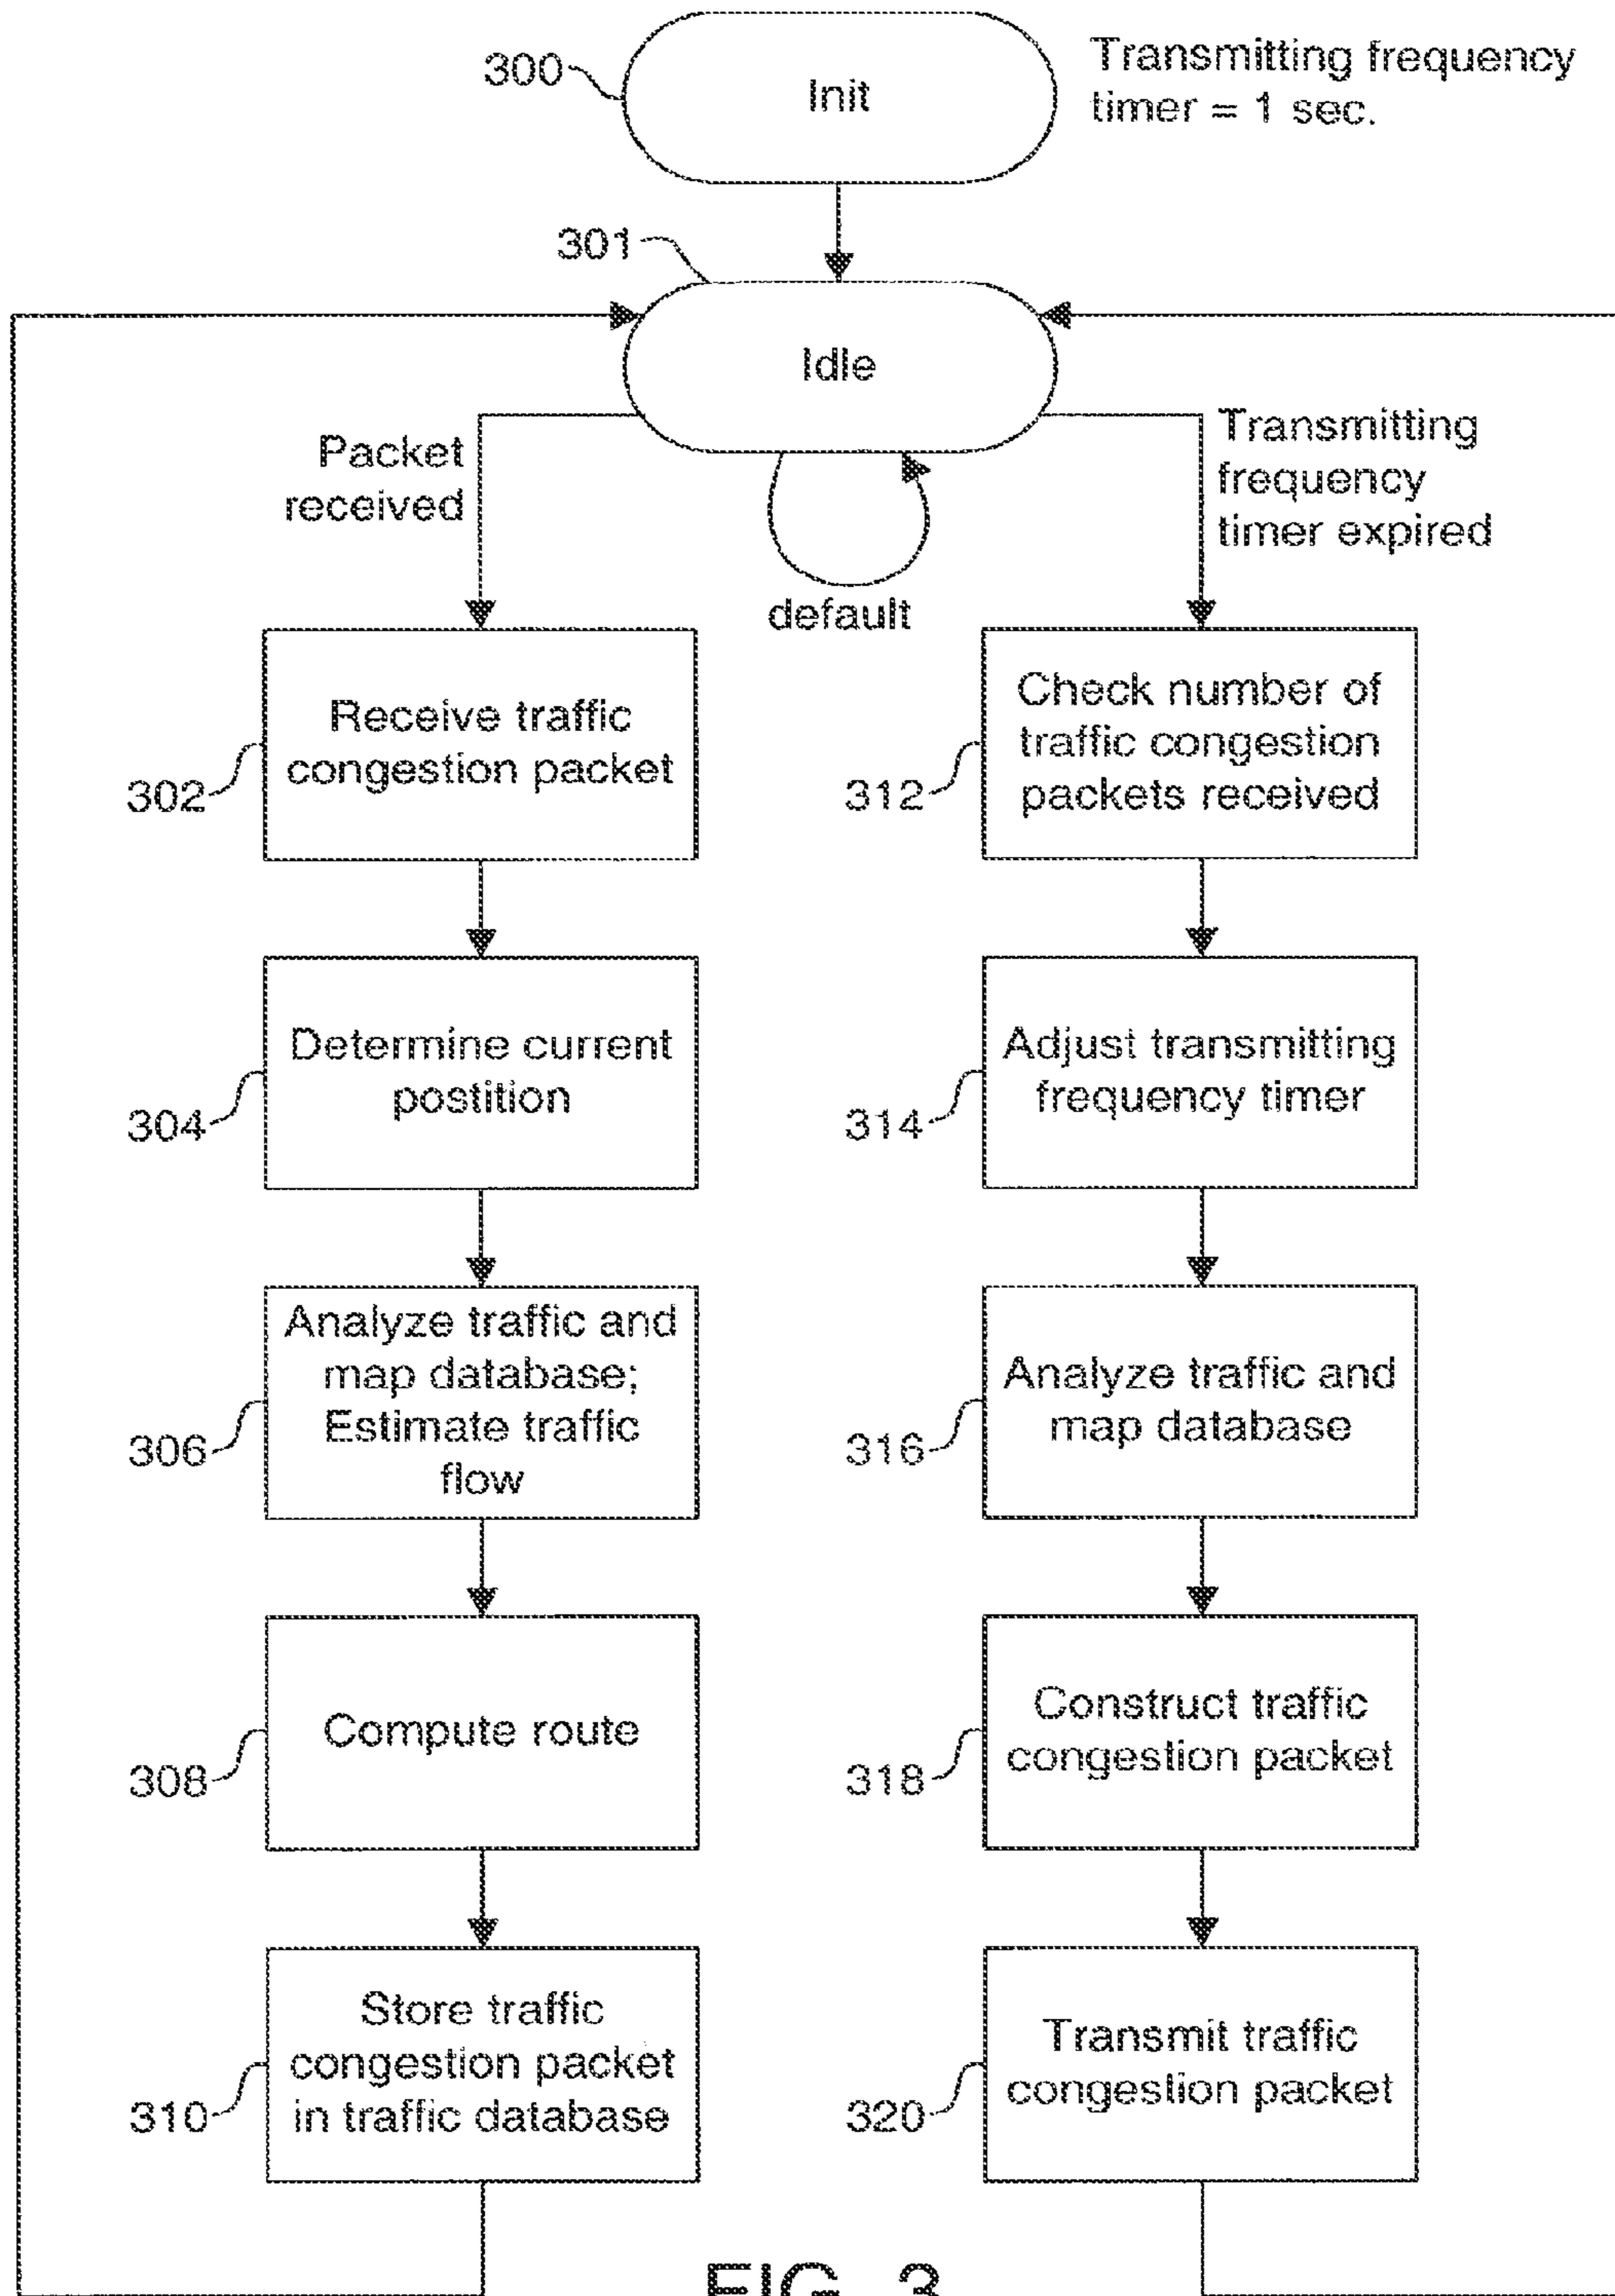 300
Init
Transmitting frequency
timer = 1 sec.
301
Idle
Packet
received
Transmitting
frequency
timer expired
default
302
Receive traffic
congestion packet
312
Check number of
traffic congestion
packets received
304
Determine current
postition
314
Adjust transmitting
frequency timer
306
Analyze traffic and
map database;
Estimate traffic
flow
316
Analyze traffic and
map database
308
Compute route
318
Construct traffic
congestion packet
310
Store traffic
congestion packet
in traffic database
320
Transmit traffic
congestion packet
FIG. 3